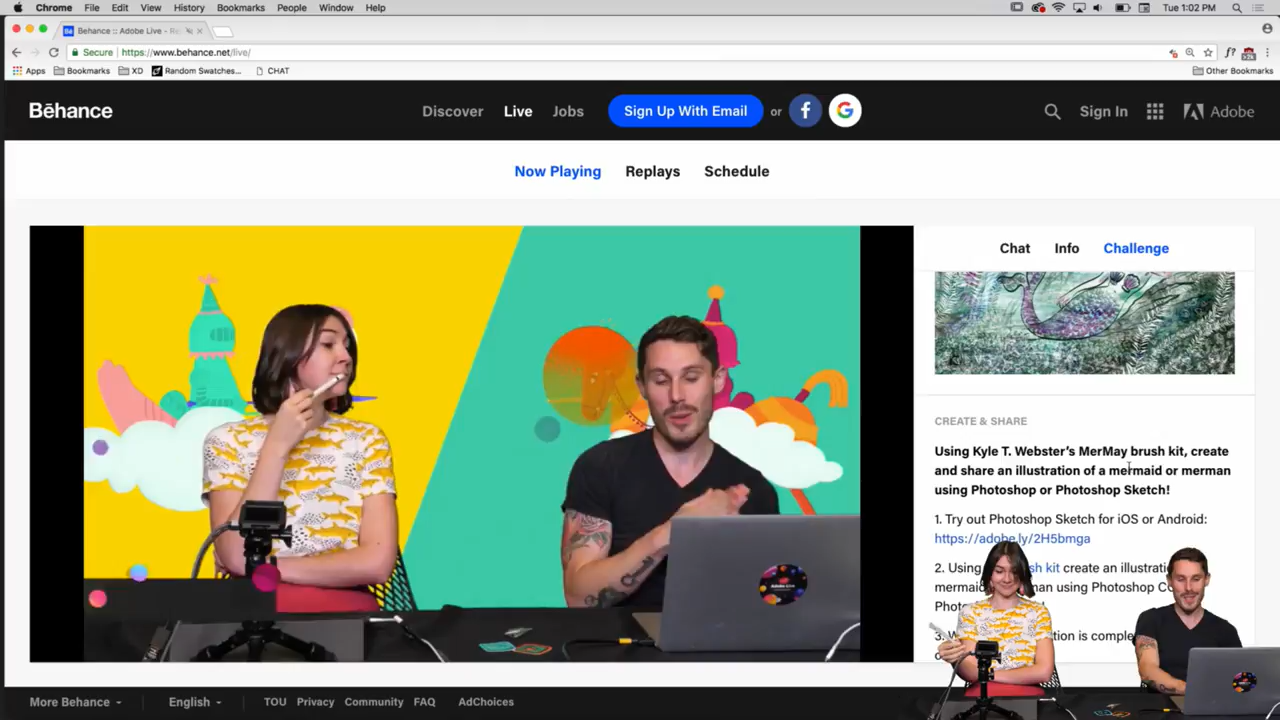 Chrome File Edit View History Bookmarks People Window Help Tue 1:02 PM
Behance :: Adobe Live - Re
Secure https://www.behance.net/live/
Apps Bookmarks XD Random Swatches... CHAT Other Bookmarks
Bēhance Discover Live Jobs Sign Up With Email or f G Sign In Adobe
Now Playing Replays Schedule
Chat Info Challenge
CREATE & SHARE
Using Kyle T. Webster's MerMay brush kit, create
and share an illustration of a mermaid or merman
using Photoshop or Photoshop Sketch!
1. Try out Photoshop Sketch for iOS or Android:
https://adobe.ly/2H5bmga
2. Using kit create an
using Photoshop
3. is
More Behance English TOU Privacy Community FAQ AdChoices